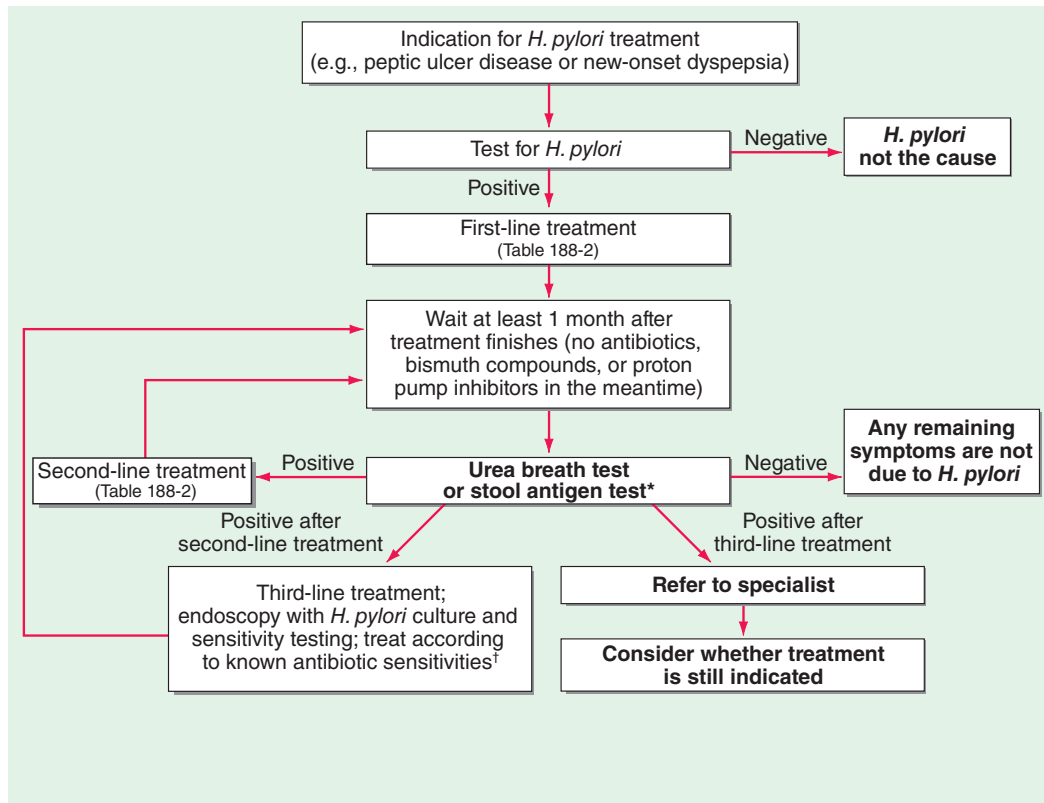 Indication for H. pylori treatment
(e.g., peptic ulcer disease or new-onset dyspepsia)
Test for H. pylori
Negative
H. pylori
not the cause
Positive
First-line treatment
(Table 188-2)
Wait at least 1 month after
treatment finishes (no antibiotics,
bismuth compounds, or proton
pump inhibitors in the meantime)
Second-line treatment
(Table 188-2)
Positive
Urea breath test
or stool antigen test*
Negative
Any remaining
symptoms are not
due to H. pylori
Positive after
second-line treatment
Positive after
third-line treatment
Third-line treatment;
endoscopy with H. pylori culture and
sensitivity testing; treat according
to known antibiotic sensitivities†
Refer to specialist
Consider whether treatment
is still indicated